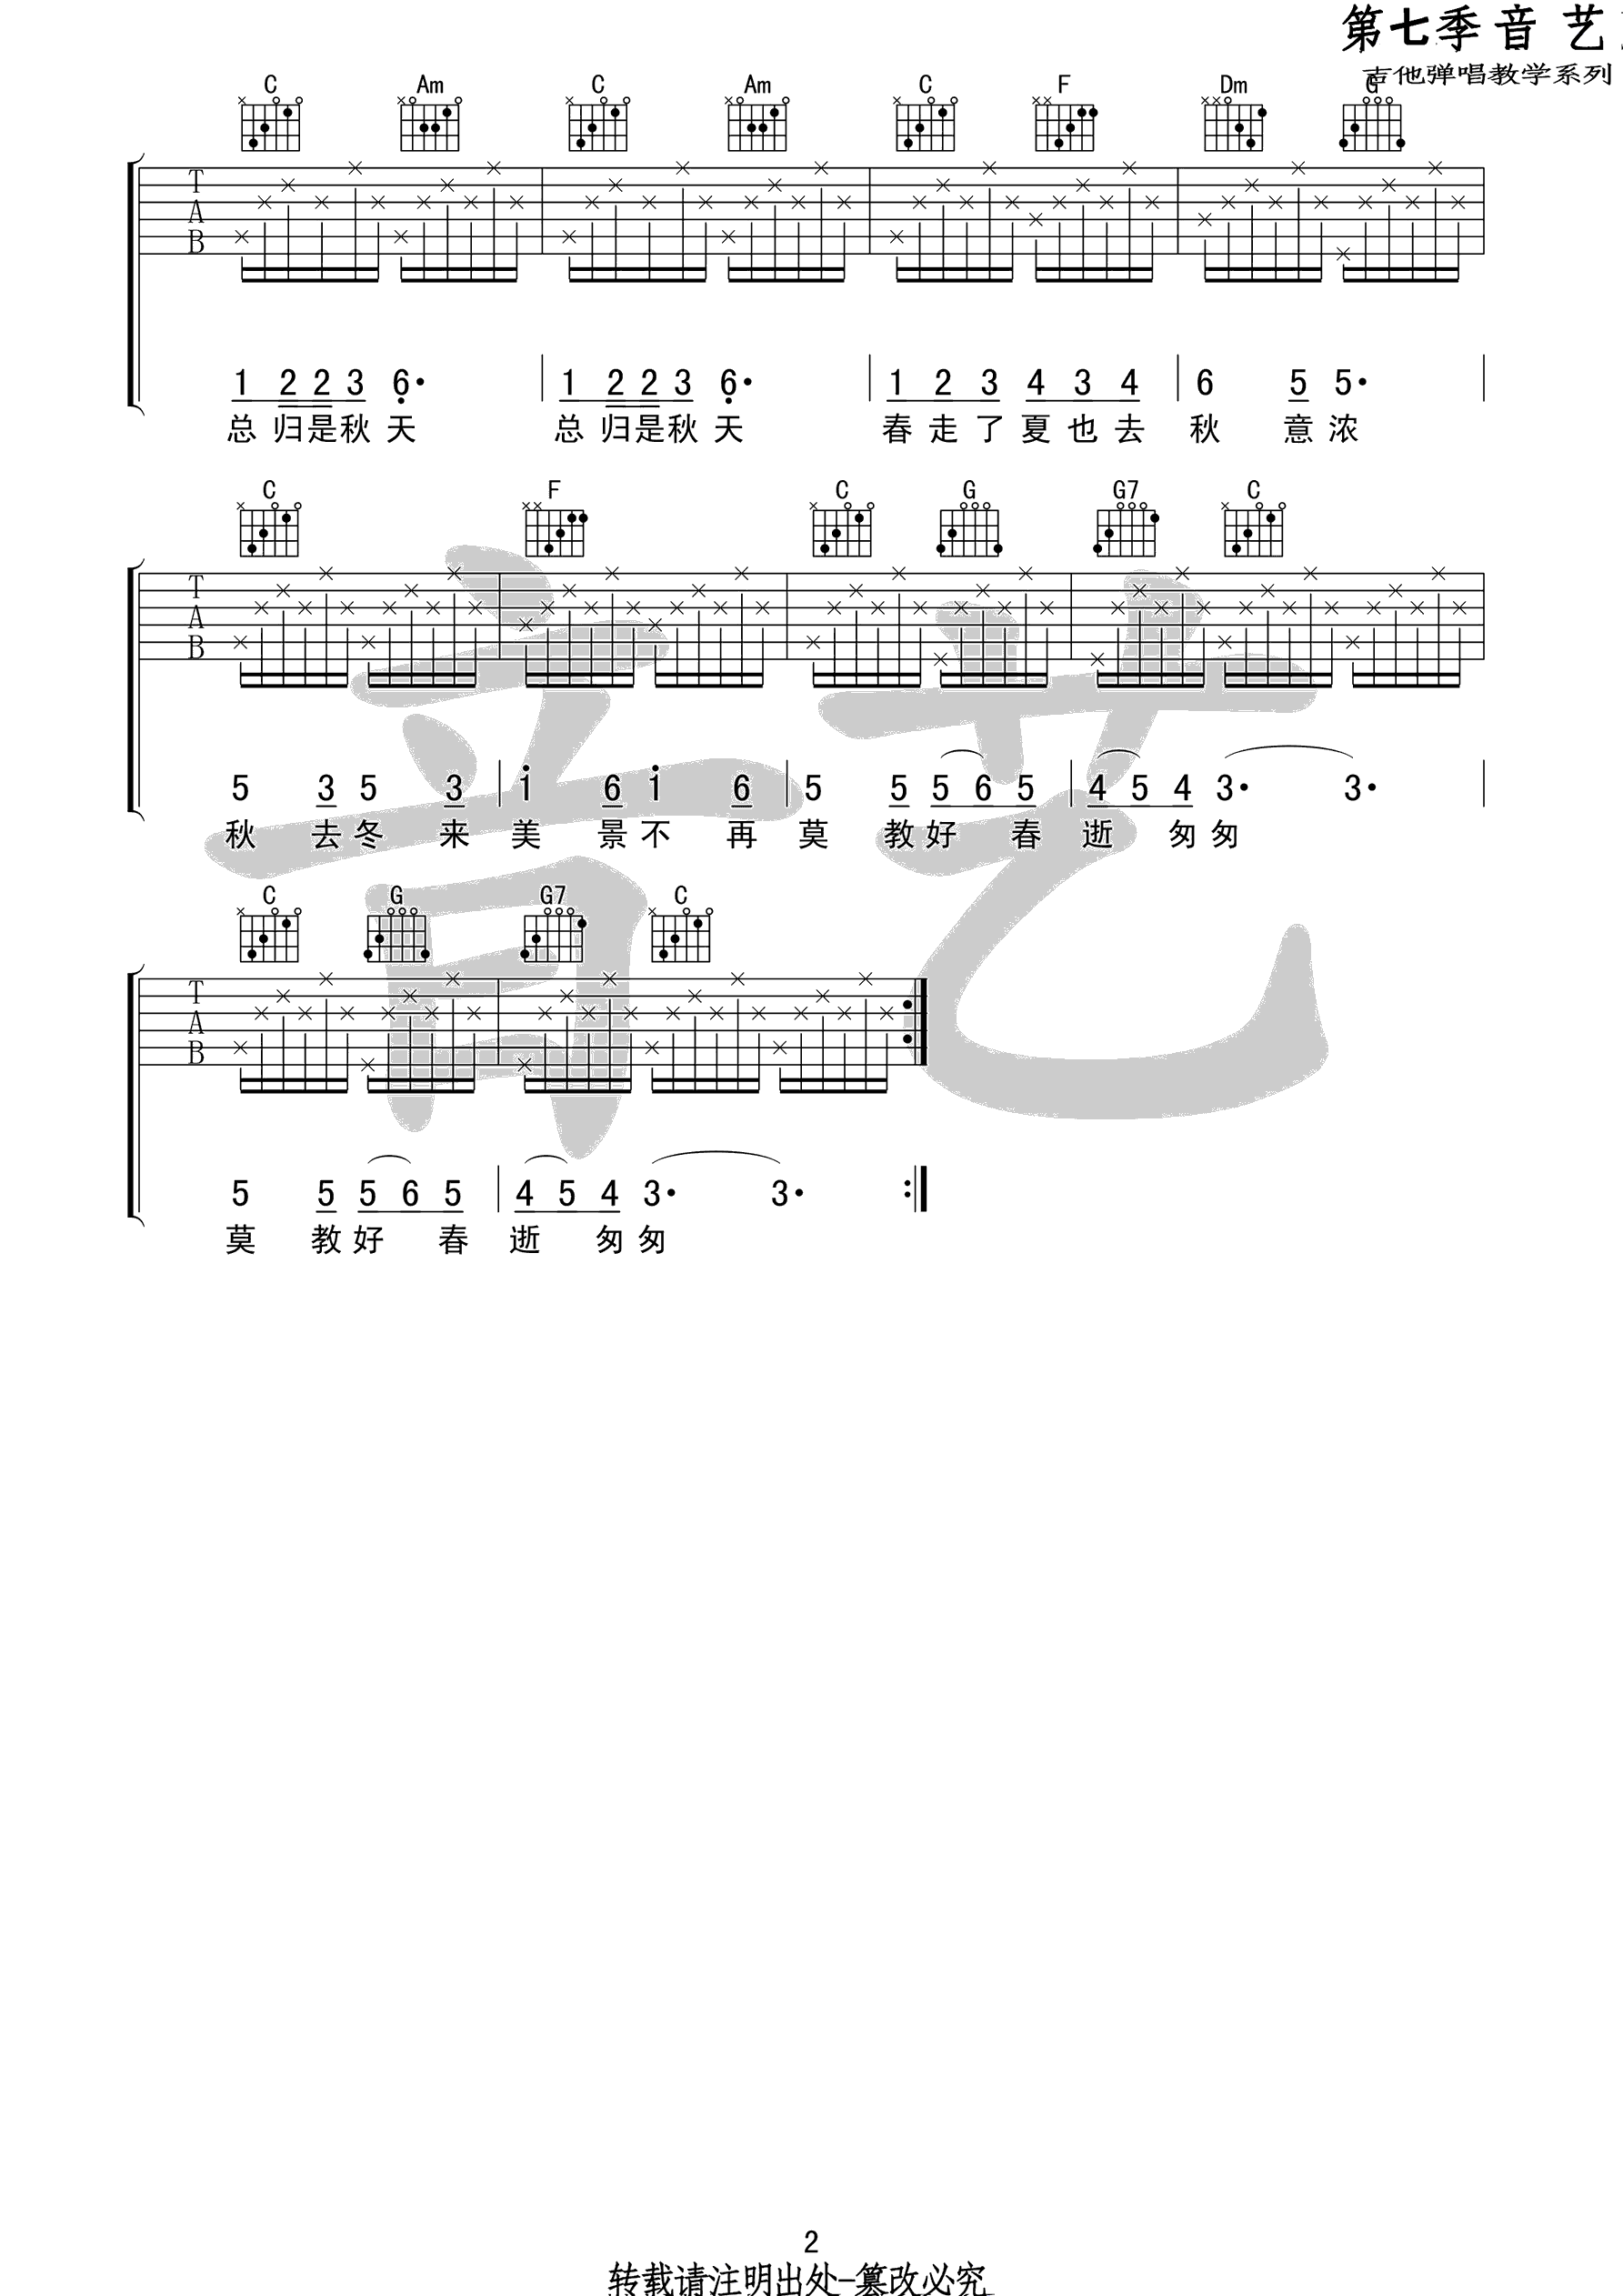 第七季 音 艺
吉他弹唱教学系列
C Am C Am C F Dm G
T
A
B
1 2 2 3 6· 1 2 2 3 6· 1 2 3 4 3 4 6 5 5·
总 归是秋 天 总 归是秋 天 春 走 了 夏 也 去 秋 意 浓
C F C G G7 C
T
A
B
5 3 5 3 1 6 1 6 5 5 5 6 5 4 5 4 3· 3·
秋 去 冬 来 美 景 不 再 莫 教 好 春 逝 匆 匆
C G G7 C
T
A
B
5 5 5 6 5 4 5 4 3· 3·
莫 教 好 春 逝 匆 匆
音艺
2
转载请注明出处-篡改必究